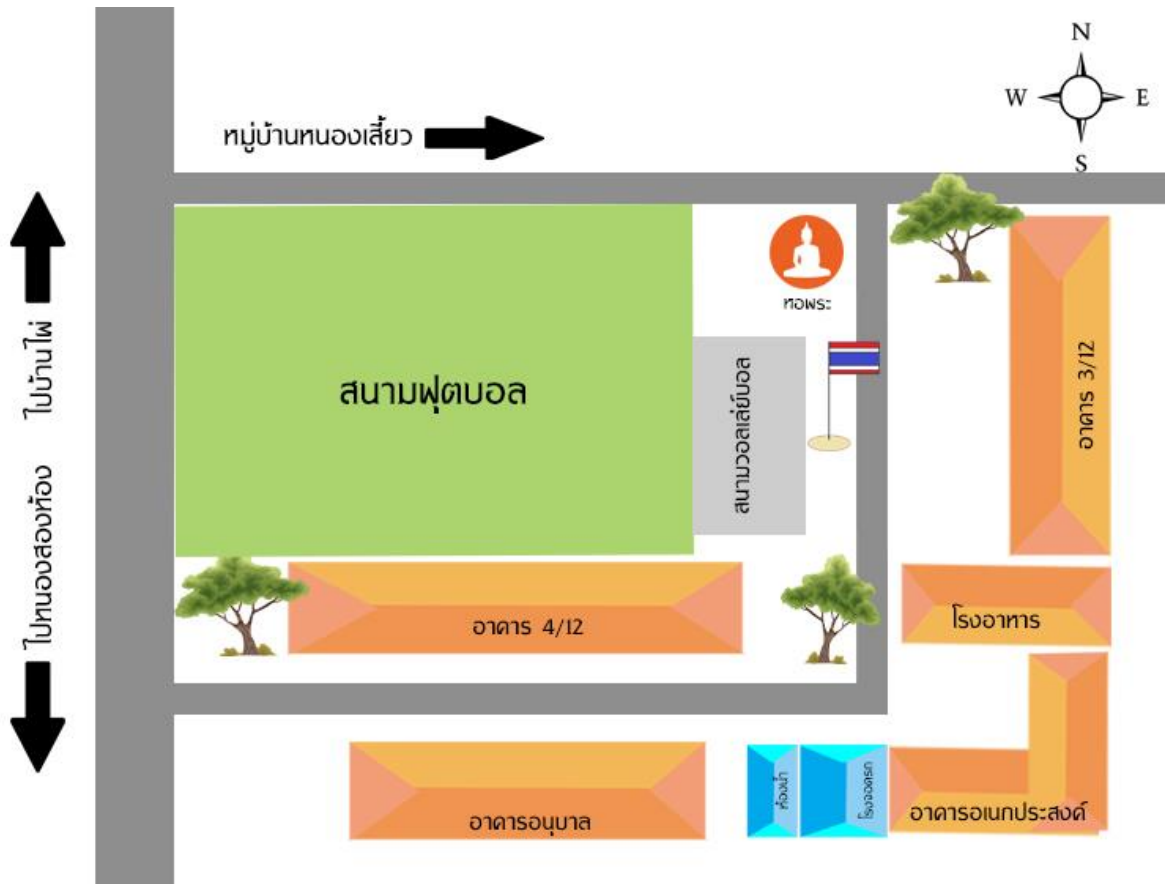 N
W E
S
หมู่บ้านหนองเสี้ยว
ไปบ้านไผ่
ไปหนองสองห้อง
หอพระ
สนามฟุตบอล
สนามวอลเล่ย์บอล
อาคาร 3/12
อาคาร 4/12
โรงอาหาร
อาคารอนุบาล
ห้องน้ำ
โรงจอดรถ
อาคารอเนกประสงค์